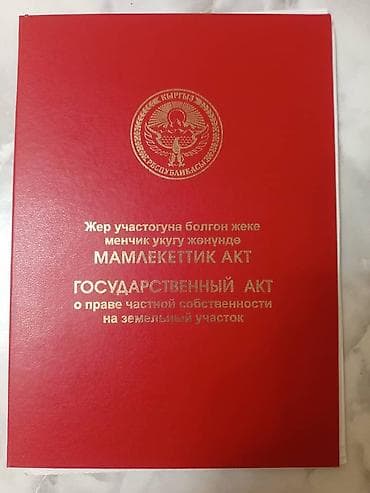 КЫРГЫЗ
РЕСПУБЛИКАСЫ
Жер участогуна болгон жеке
менчик укугу жөнүндө
МАМЛЕКЕТТИК АКТ
ГОСУДАРСТВЕННЫЙ АКТ
о праве частной собственности
на земельный участок